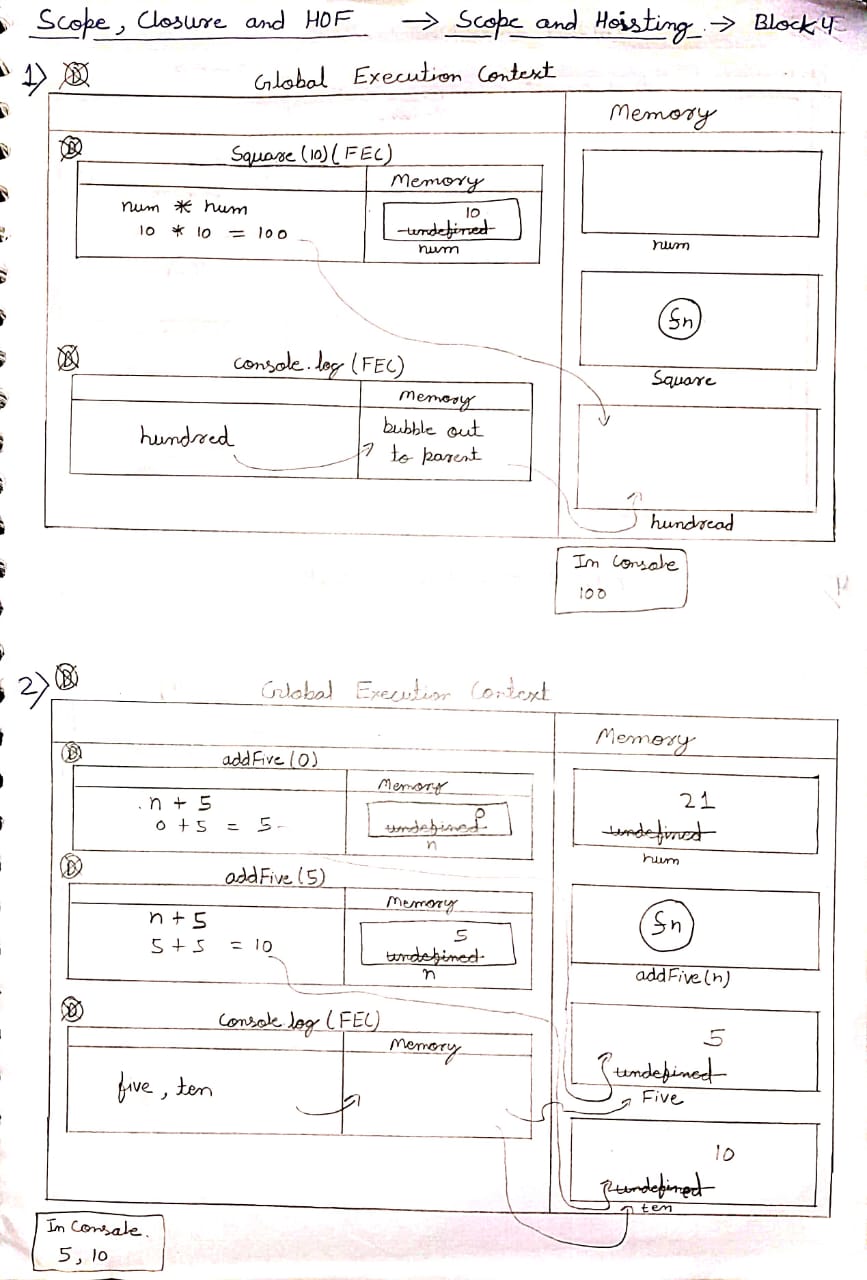 Scope, Closure and HOF → Scope and Hoisting → Block 4
1)
Global Execution Context
Memory
Square (10) (FEC)
Memory
num * num
10 * 10 = 100
10
undefined
num
num
fn
Square
console.log (FEC)
Memory
hundred
bubble out
to parent
hundread
In Console
100
2)
Global Execution Context
Memory
addFive (0)
Memory
n + 5
0 + 5 = 5
0
undefined
n
21
undefined
num
addFive (5)
Memory
n + 5
5 + 5 = 10
5
undefined
n
fn
addFive (n)
Console.log (FEC)
Memory
five, ten
5
undefined
Five
10
undefined
ten
In Console.
5, 10